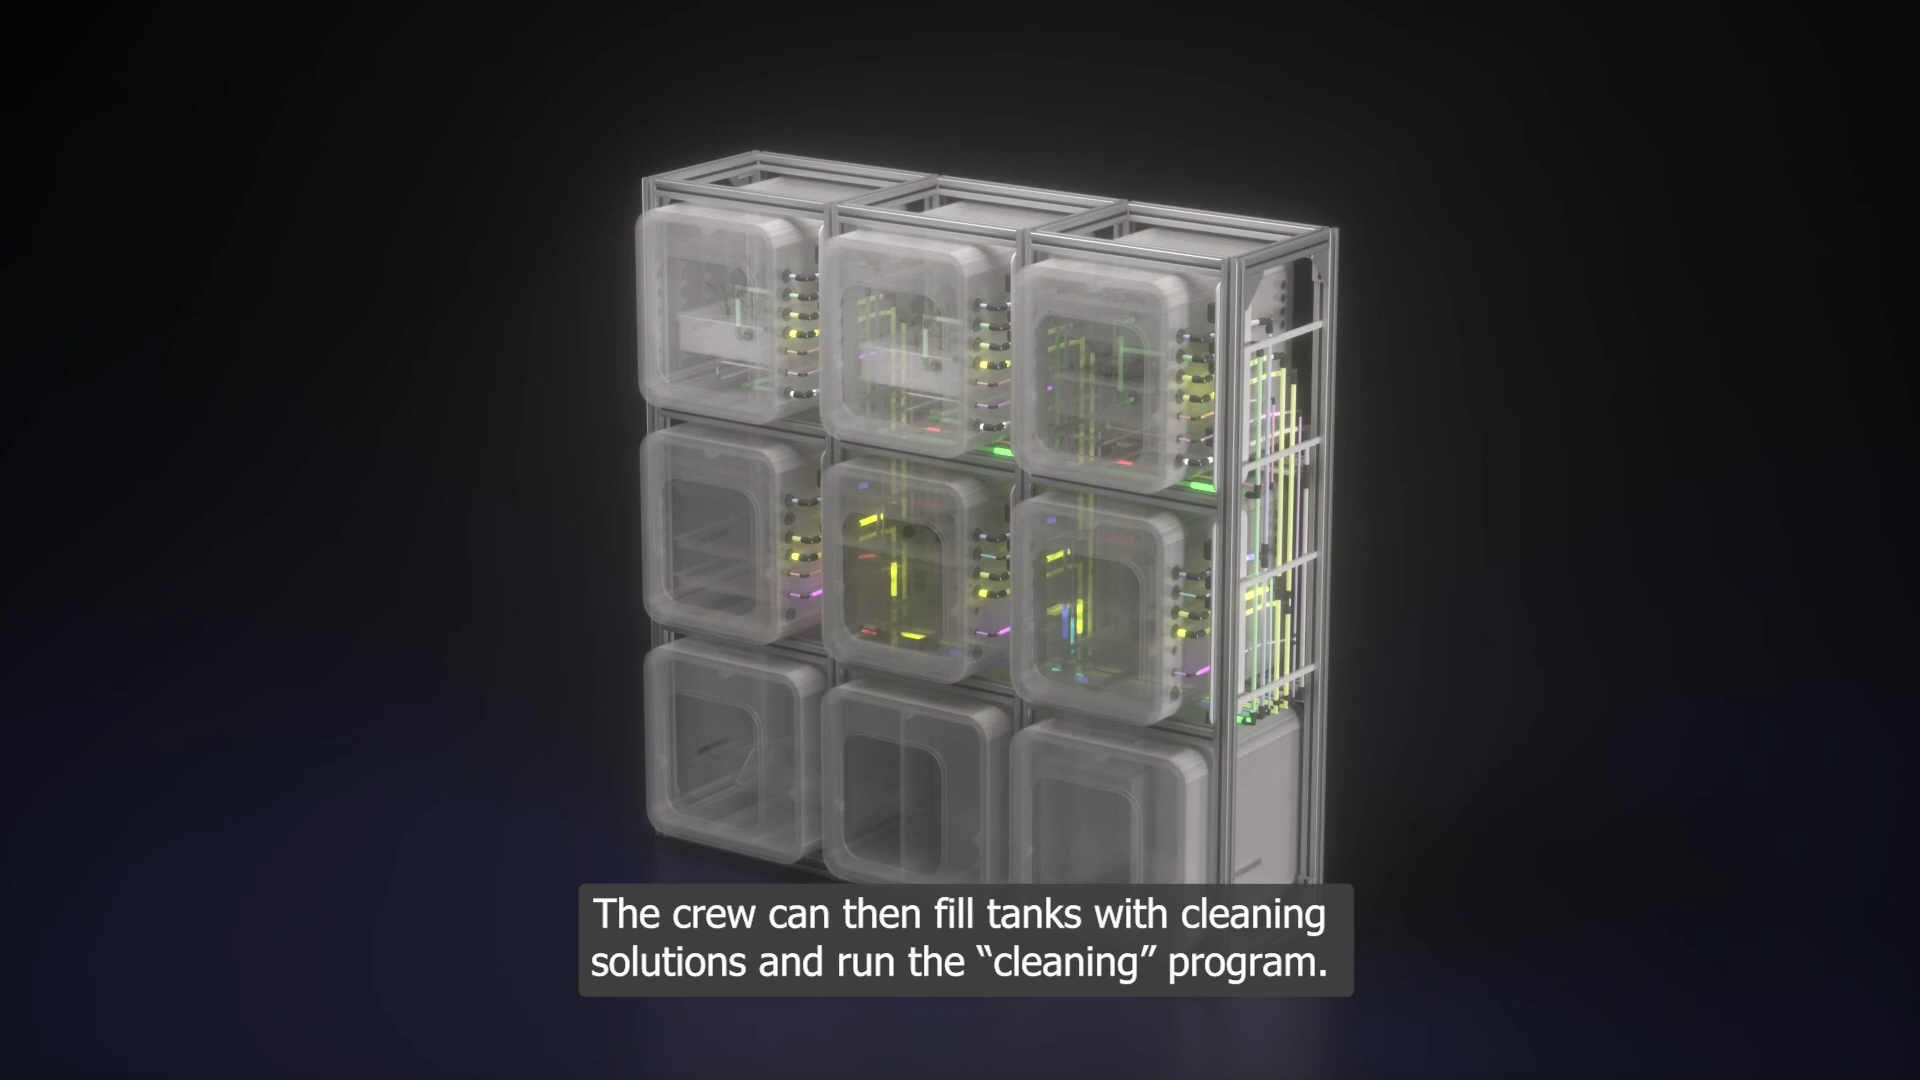 The crew can then fill tanks with cleaning
solutions and run the “cleaning” program.